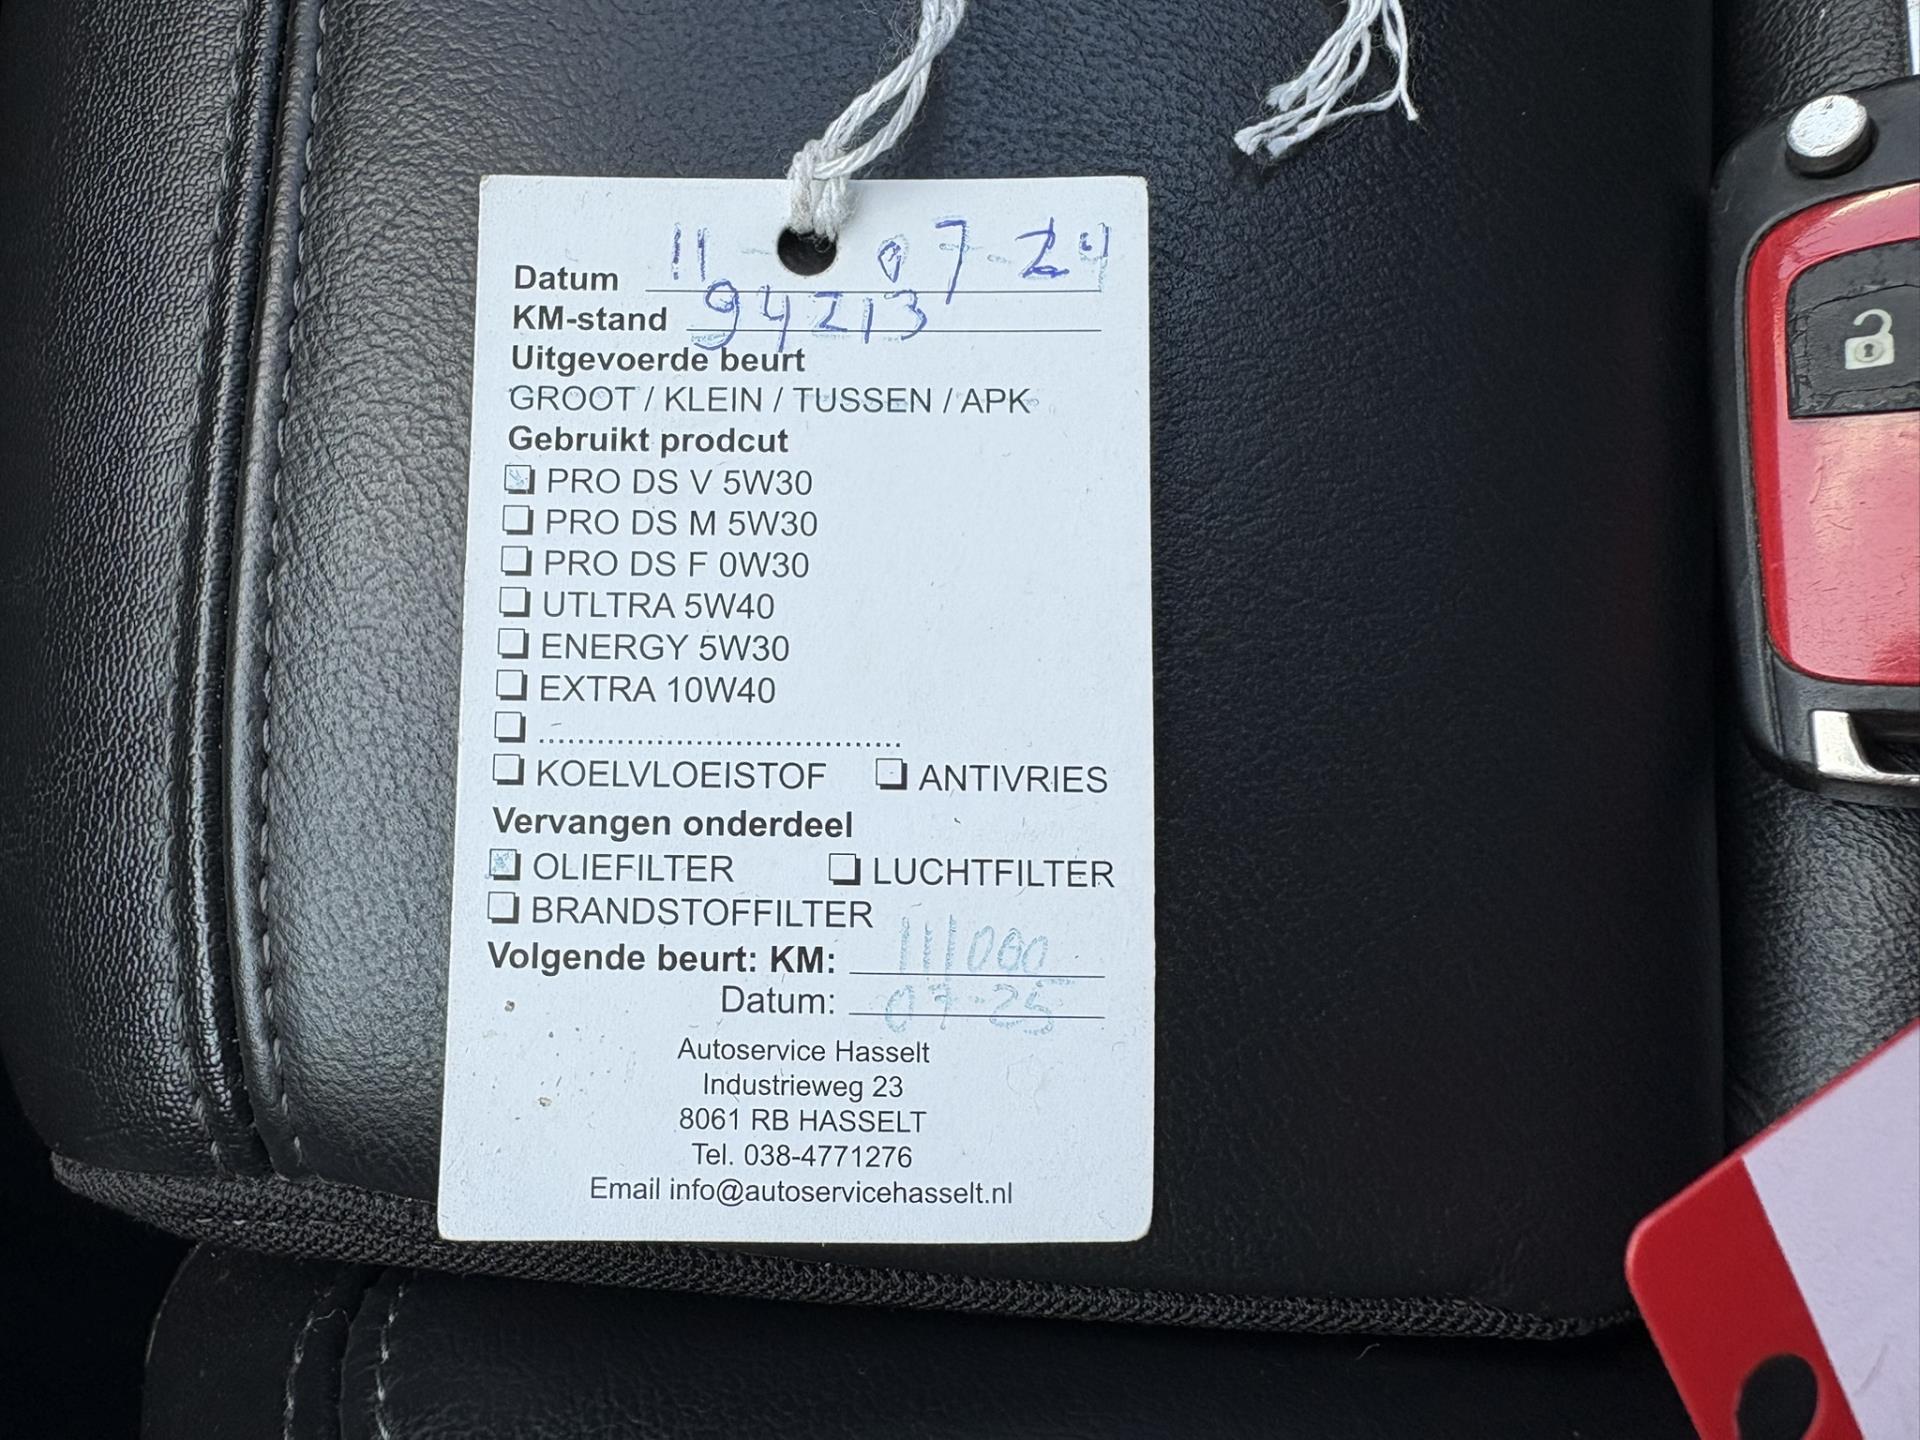 Datum 11 - 07-24
KM-stand 94213
Uitgevoerde beurt
GROOT / KLEIN / TUSSEN / APK
Gebruikt prodcut
PRO DS V 5W30
PRO DS M 5W30
PRO DS F 0W30
UTLTRA 5W40
ENERGY 5W30
EXTRA 10W40
........................................
KOELVLOEISTOF ANTIVRIES
Vervangen onderdeel
OLIEFILTER LUCHTFILTER
BRANDSTOFFILTER
Volgende beurt: KM: 111000
Datum: 07-25
Autoservice Hasselt
Industrieweg 23
8061 RB HASSELT
Tel. 038-4771276
Email info@autoservicehasselt.nl